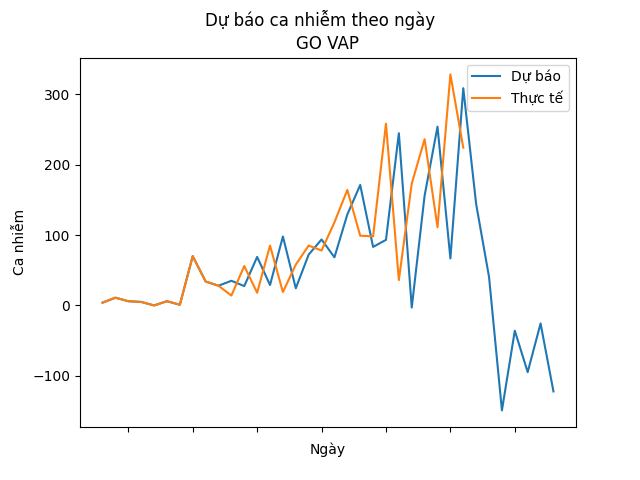 Dự báo ca nhiễm theo ngày
GO VAP
Dự báo
Thực tế
300
200
100
0
−100
Ca nhiễm
Ngày